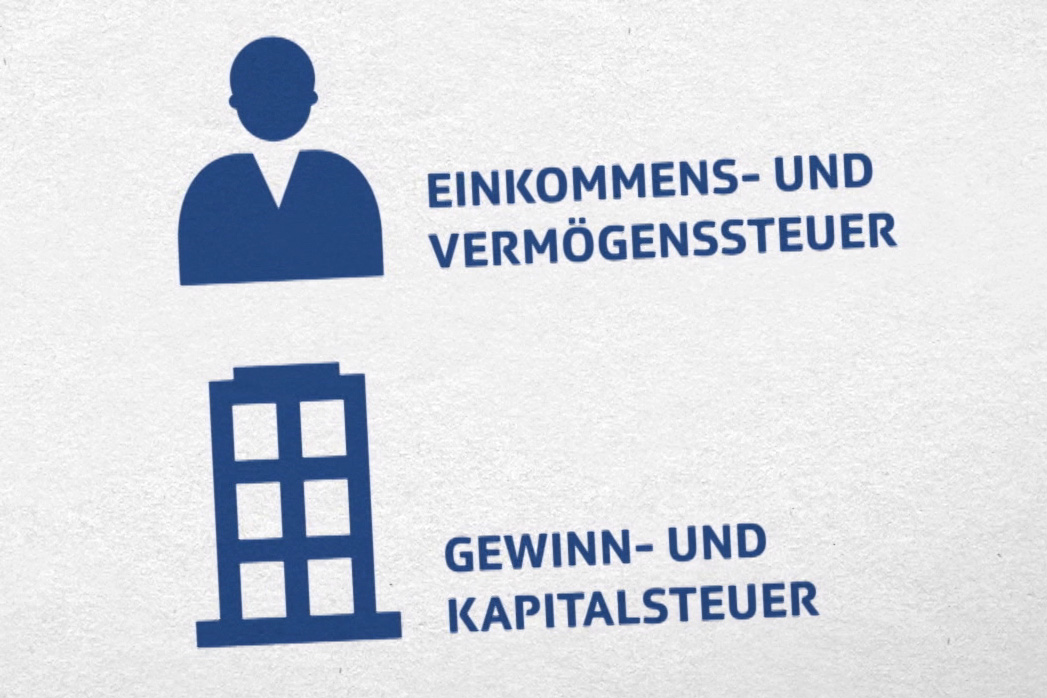 EINKOMMENS- UND
VERMÖGENSSTEUER
GEWINN- UND
KAPITALSTEUER